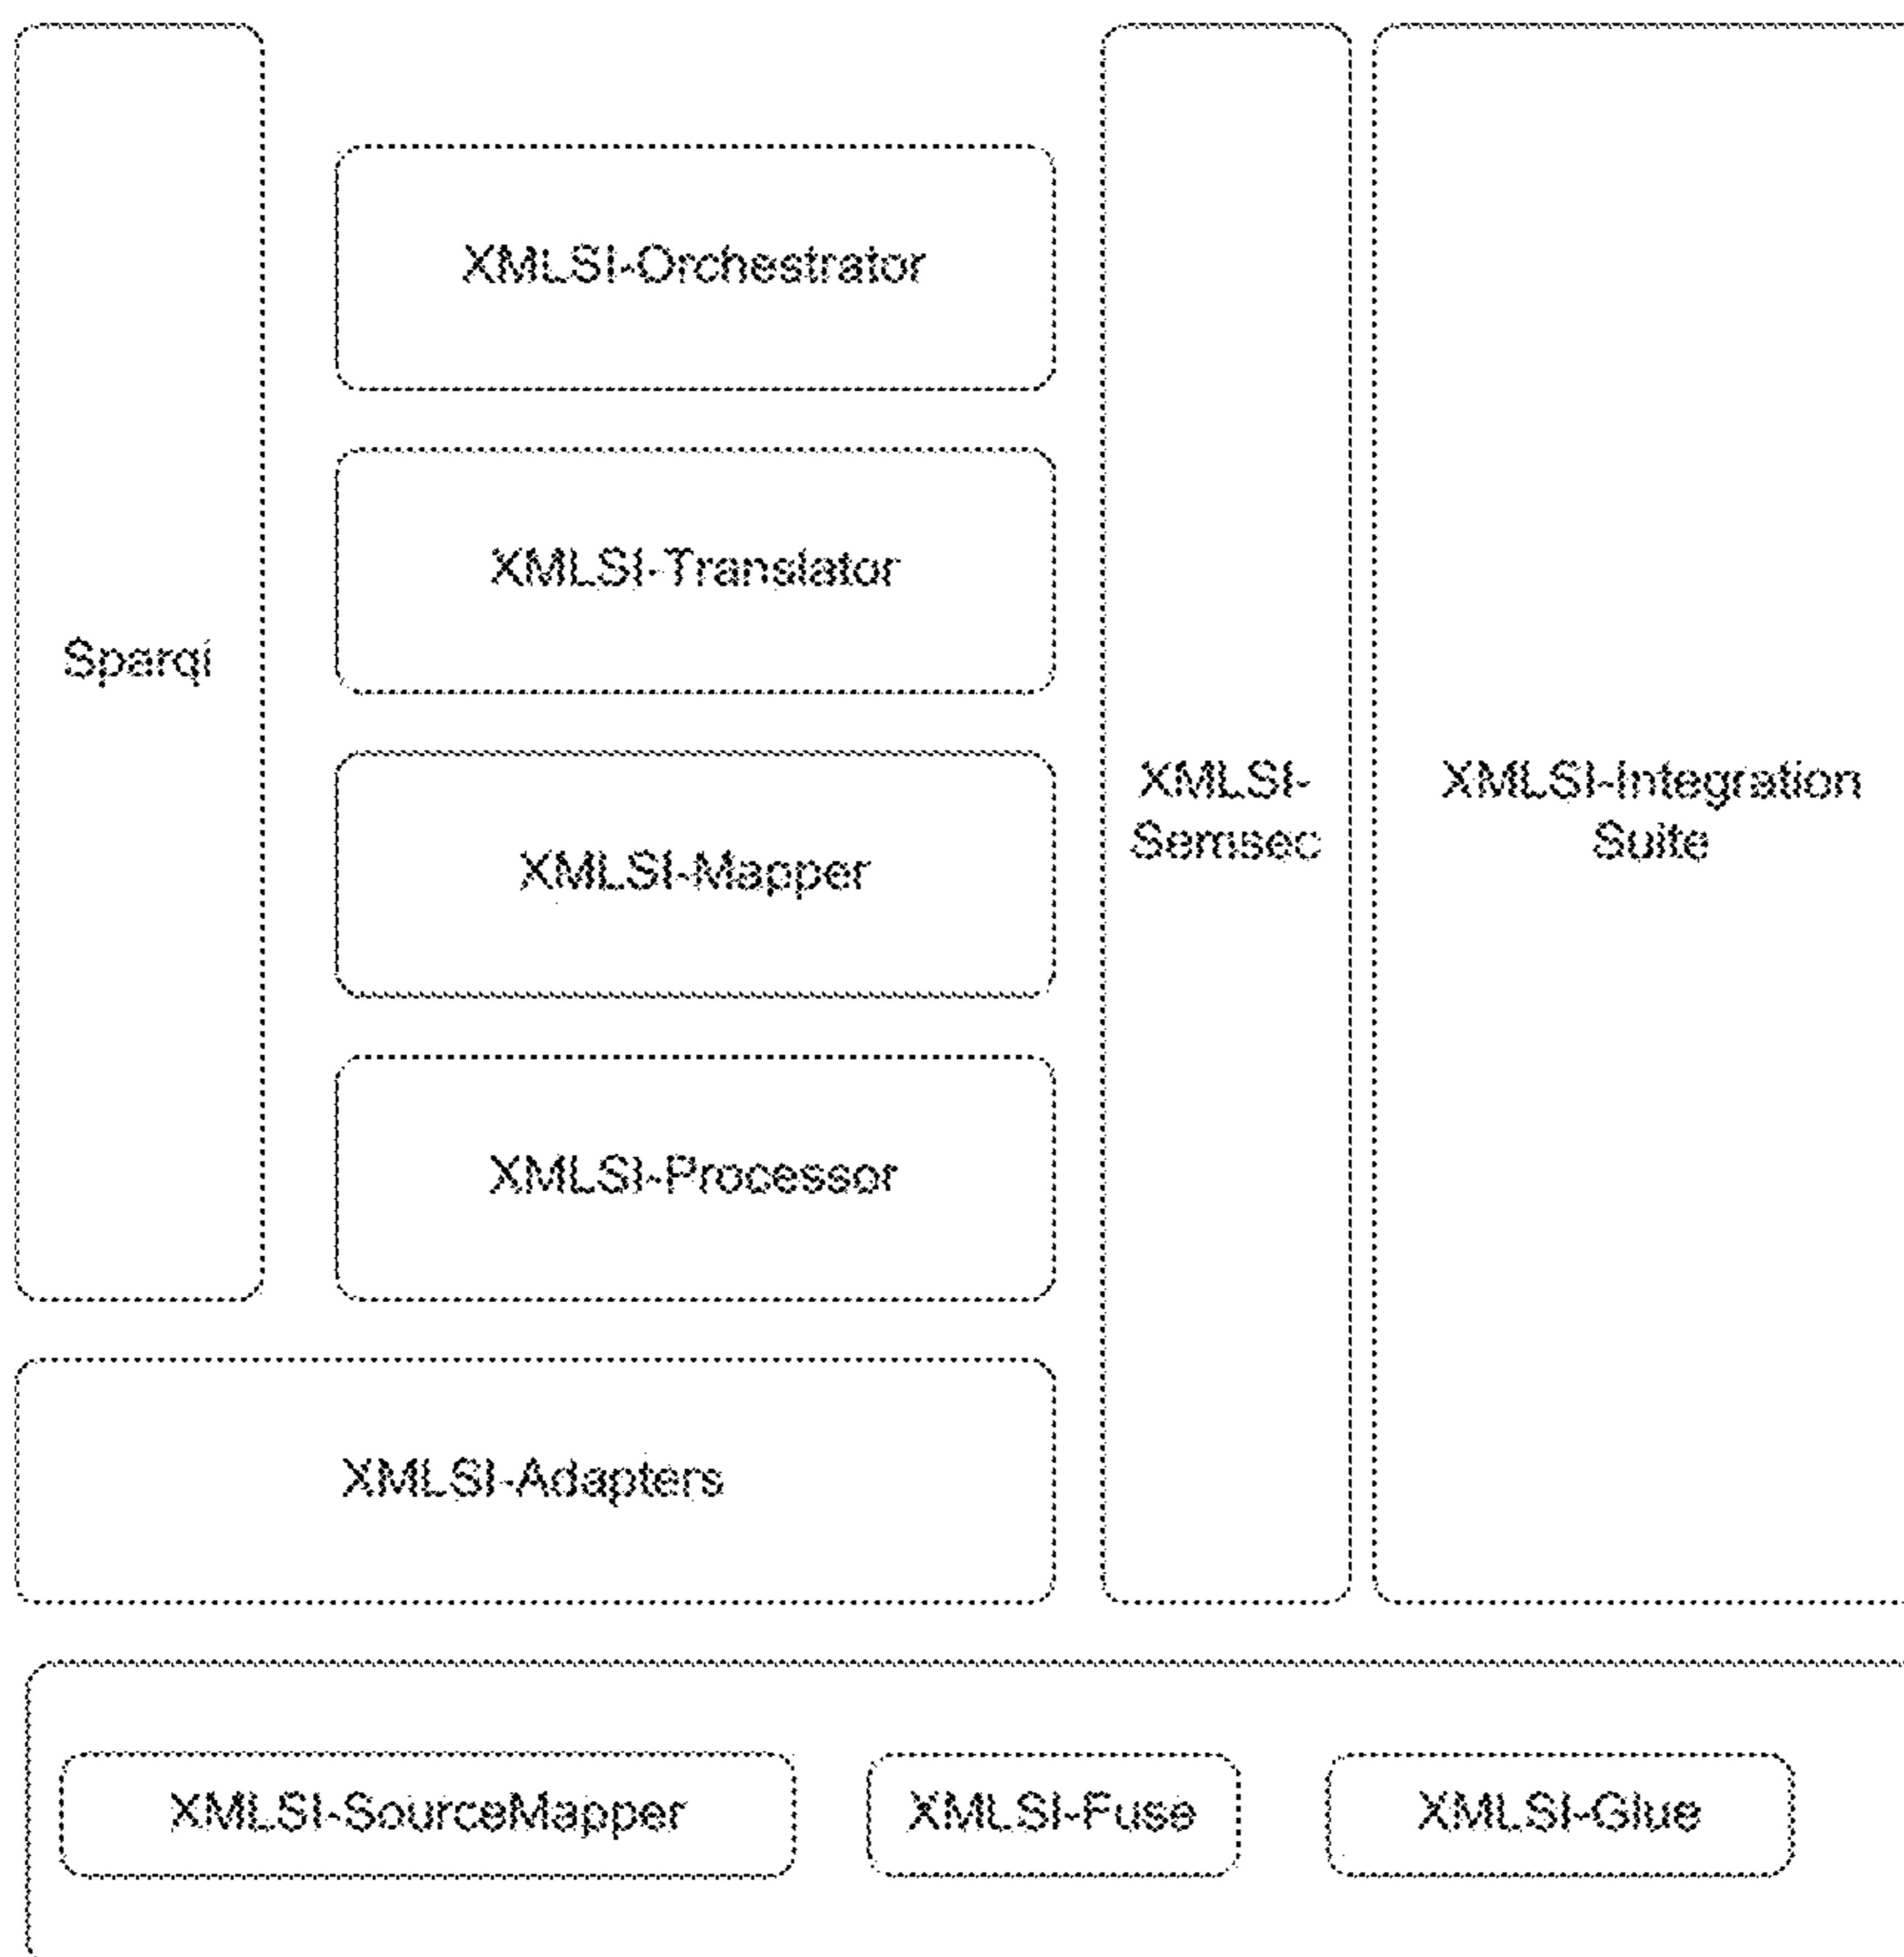 XMLSI-Orchestrator
XMLSI-Translator
Sparql
XMLSI-Mapper
XMLSI-
Semsec
XMLSI-Integration
Suite
XMLSI-Processor
XMLSI-Adapters
XMLSI-SourceMapper
XMLSI-Fuse
XMLSI-Glue